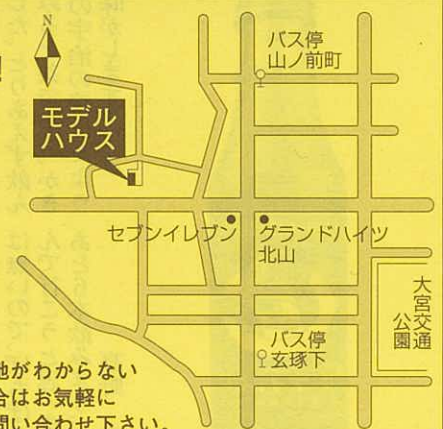 N
バス停
山ノ前町
モデル
ハウス
セブンイレブン
グランドハイツ
北山
大宮交通
公園
バス停
玄琢下
地がわからない
合はお気軽に
問い合わせ下さい。